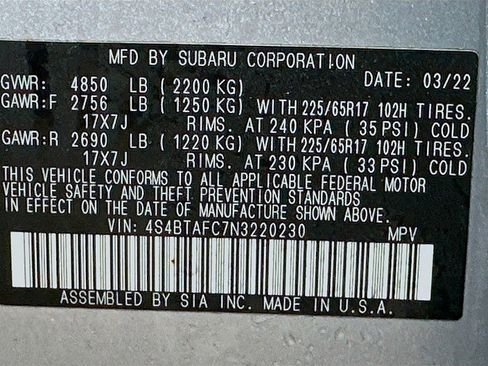 MFD BY SUBARU CORPORATION
DATE: 03/22
GVWR: 4850 LB (2200 KG)
GAWR:F 2756 LB (1250 KG) WITH 225/65R17 102H TIRES.
17X7J RIMS. AT 240 KPA (35 PSI) COLD
GAWR:R 2690 LB (1220 KG) WITH 225/65R17 102H TIRES.
17X7J RIMS. AT 230 KPA (33 PSI) COLD
THIS VEHICLE CONFORMS TO ALL APPLICABLE FEDERAL MOTOR
VEHICLE SAFETY AND THEFT PREVENTION STANDARDS
IN EFFECT ON THE DATE OF MANUFACTURE SHOWN ABOVE.
VIN: 4S4BTAFC7N3220230 MPV
ASSEMBLED BY SIA INC. MADE IN U.S.A.